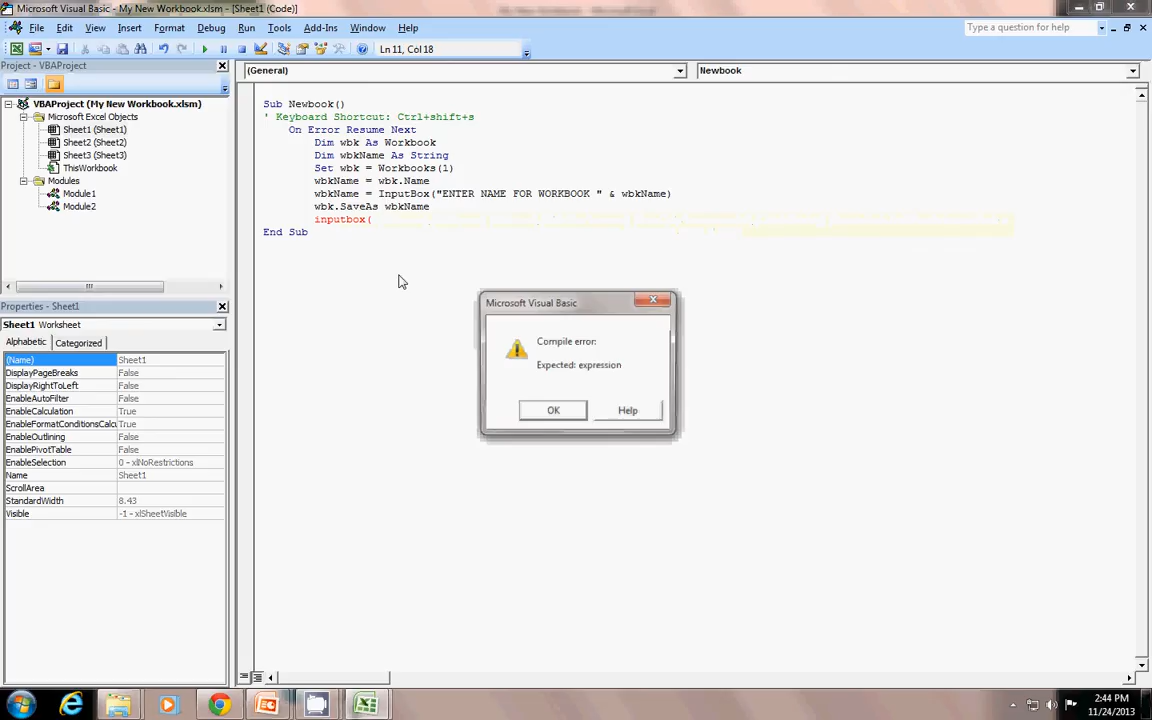 Microsoft Visual Basic - My New Workbook.xlsm - [Sheet1 (Code)]
File Edit View Insert Format Debug Run Tools Add-Ins Window Help
Type a question for help
Ln 11, Col 18
Project - VBAProject
(General)
Newbook
VBAProject (My New Workbook.xlsm)
Microsoft Excel Objects
Sheet1 (Sheet1)
Sheet2 (Sheet2)
Sheet3 (Sheet3)
ThisWorkbook
Modules
Module1
Module2
Sub Newbook()
' Keyboard Shortcut: Ctrl+shift+s
On Error Resume Next
Dim wbk As Workbook
Dim wbkName As String
Set wbk = Workbooks(1)
wbkName = wbk.Name
wbkName = InputBox("ENTER NAME FOR WORKBOOK " & wbkName)
wbk.SaveAs wbkName
inputbox(
End Sub
Microsoft Visual Basic
Compile error:
Expected: expression
OK
Help
Properties - Sheet1
Sheet1 Worksheet
Alphabetic Categorized
(Name) Sheet1
DisplayPageBreaks False
DisplayRightToLeft False
EnableAutoFilter False
EnableCalculation True
EnableFormatConditionsCalcu True
EnableOutlining False
EnablePivotTable False
EnableSelection 0 - xlNoRestrictions
Name Sheet1
ScrollArea
StandardWidth 8.43
Visible -1 - xlSheetVisible
2:44 PM
11/24/2013